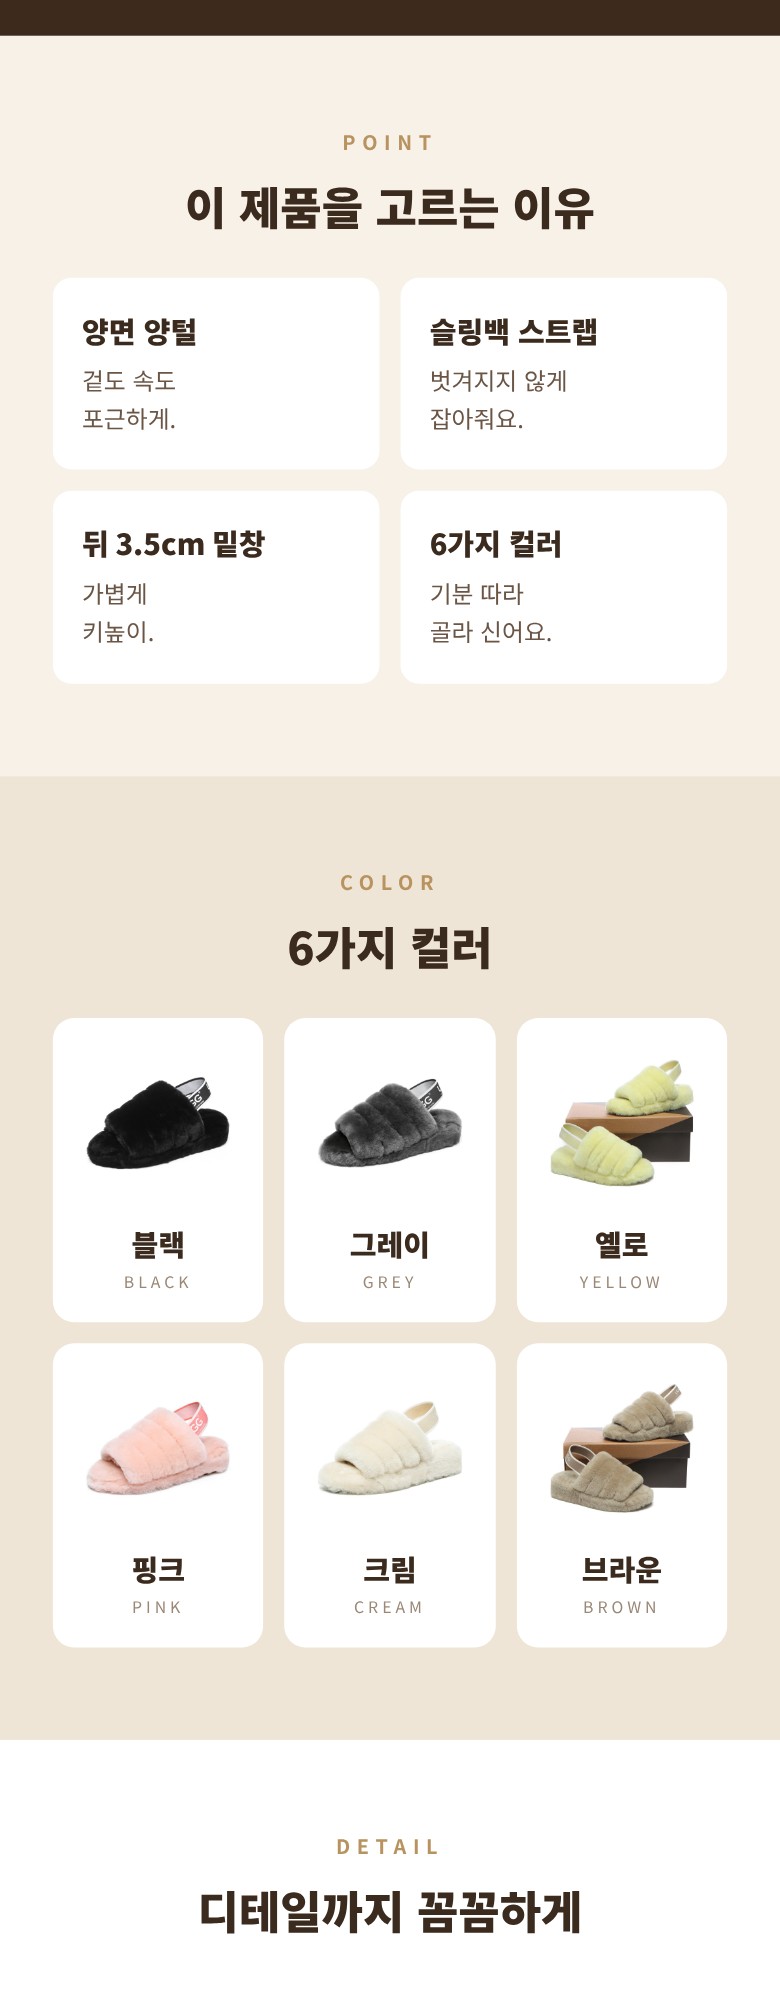 POINT
이 제품을 고르는 이유
양면 양털
겉도 속도
포근하게.
슬링백 스트랩
벗겨지지 않게
잡아줘요.
뒤 3.5cm 밑창
가볍게
키높이.
6가지 컬러
기분 따라
골라 신어요.
COLOR
6가지 컬러
블랙
BLACK
그레이
GREY
옐로
YELLOW
핑크
PINK
크림
CREAM
브라운
BROWN
DETAIL
디테일까지 꼼꼼하게